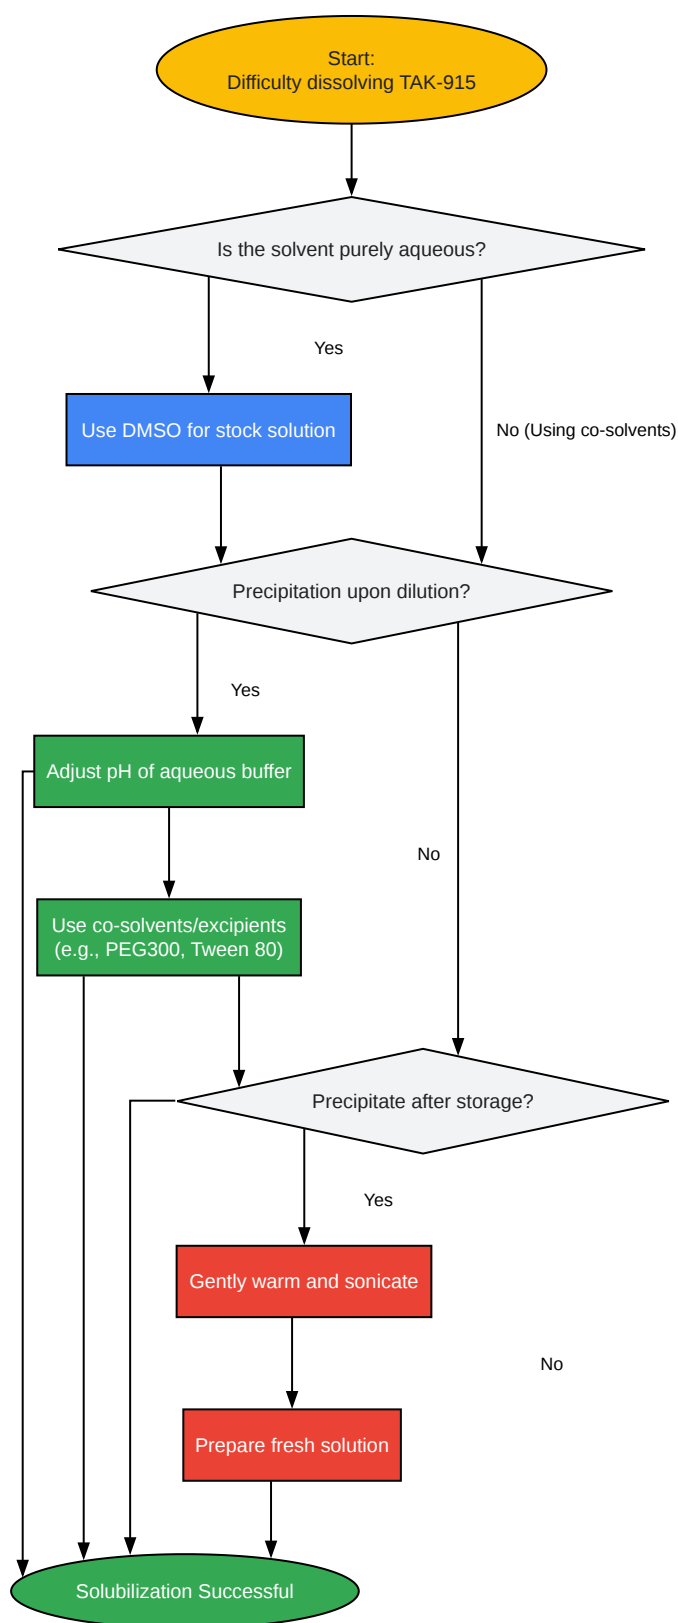 Start:
Difficulty dissolving TAK-915
Is the solvent purely aqueous?
Yes
Use DMSO for stock solution
No (Using co-solvents)
Precipitation upon dilution?
Yes
Adjust pH of aqueous buffer
No
Use co-solvents/excipients
(e.g., PEG300, Tween 80)
Precipitate after storage?
Yes
Gently warm and sonicate
No
Prepare fresh solution
Solubilization Successful